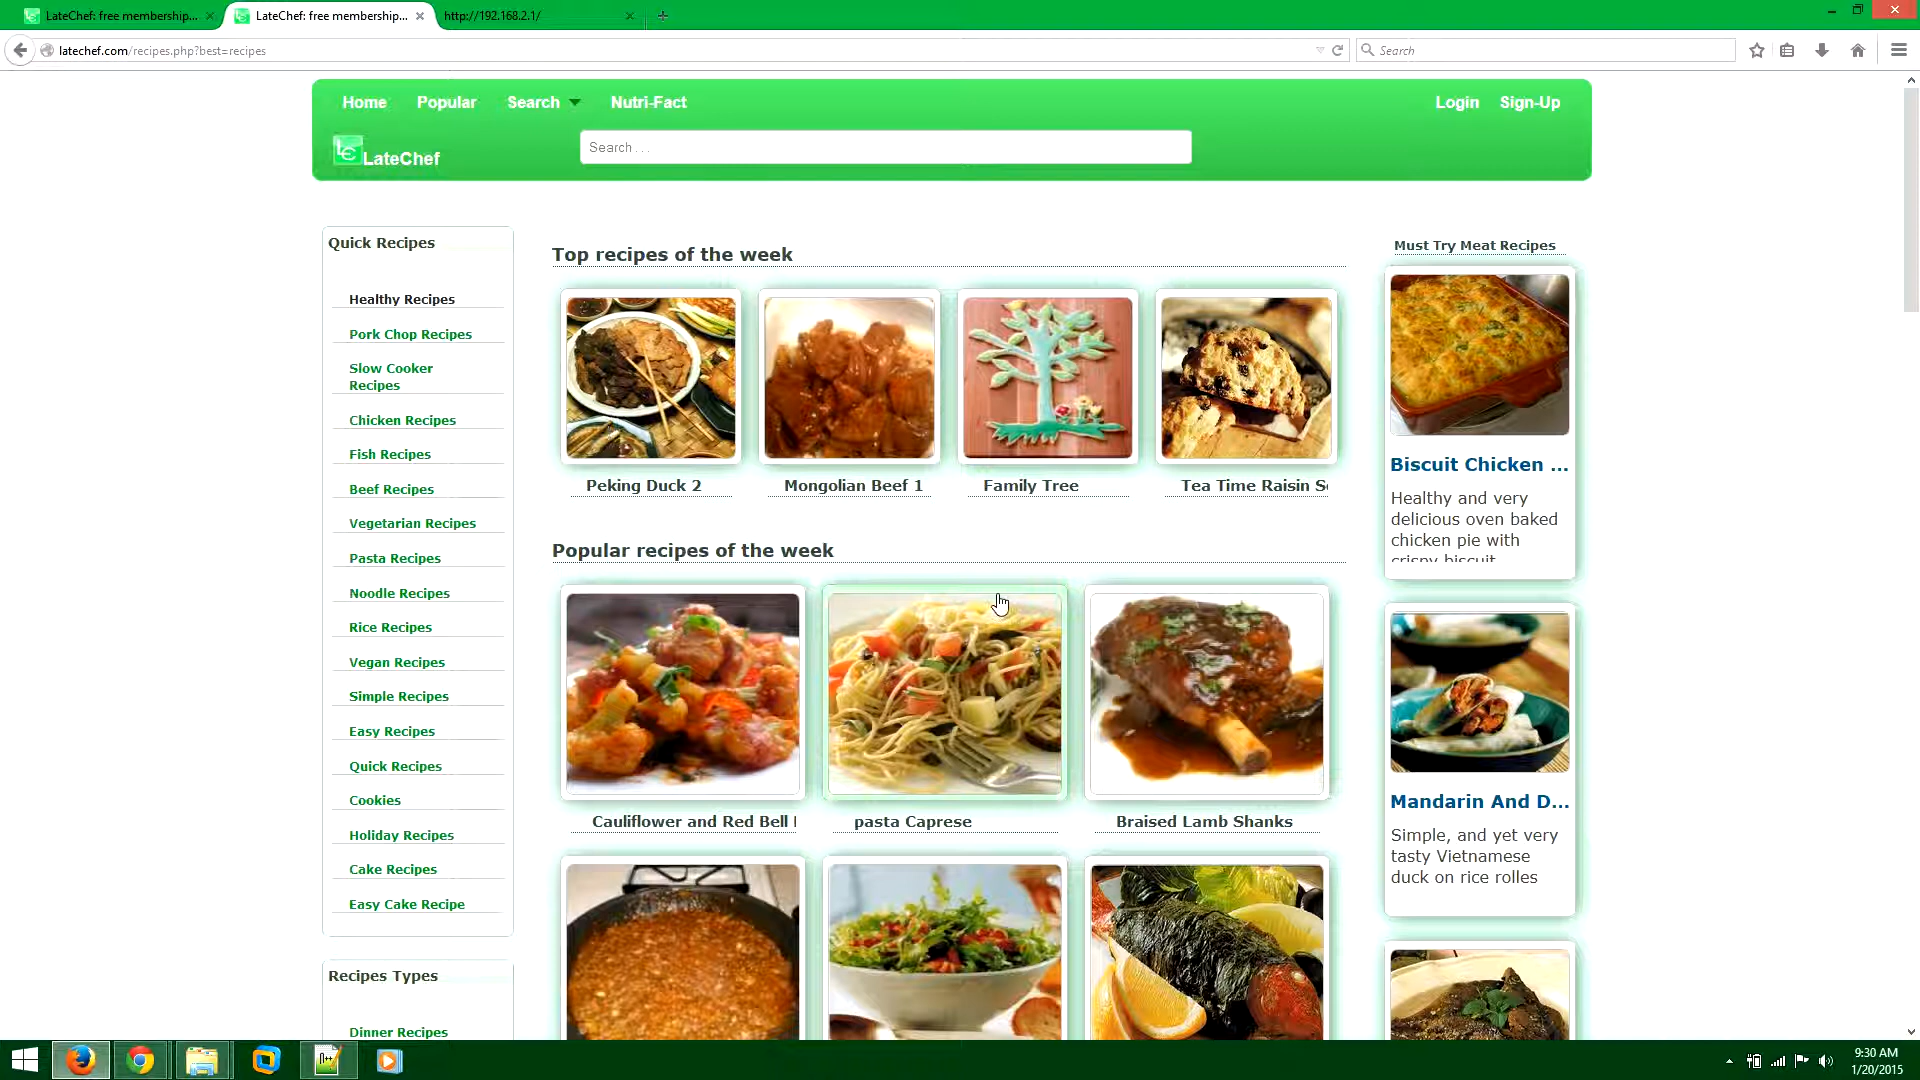 LateChef: free membership...
LateChef: free membership...
http://192.168.2.1/
latechef.com/recipes.php?best=recipes
Search
Home
Popular
Search
Nutri-Fact
Login
Sign-Up
LateChef
Search . . .
Quick Recipes
Healthy Recipes
Pork Chop Recipes
Slow Cooker
Recipes
Chicken Recipes
Fish Recipes
Beef Recipes
Vegetarian Recipes
Pasta Recipes
Noodle Recipes
Rice Recipes
Vegan Recipes
Simple Recipes
Easy Recipes
Quick Recipes
Cookies
Holiday Recipes
Cake Recipes
Easy Cake Recipe
Recipes Types
Dinner Recipes
Top recipes of the week
Peking Duck 2
Mongolian Beef 1
Family Tree
Tea Time Raisin
Popular recipes of the week
Cauliflower and Red Bell
pasta Caprese
Braised Lamb Shanks
Must Try Meat Recipes
Biscuit Chicken ...
Healthy and very
delicious oven baked
chicken pie with
crispy biscuit
Mandarin And D...
Simple, and yet very
tasty Vietnamese
duck on rice rolles
9:30 AM
1/20/2015